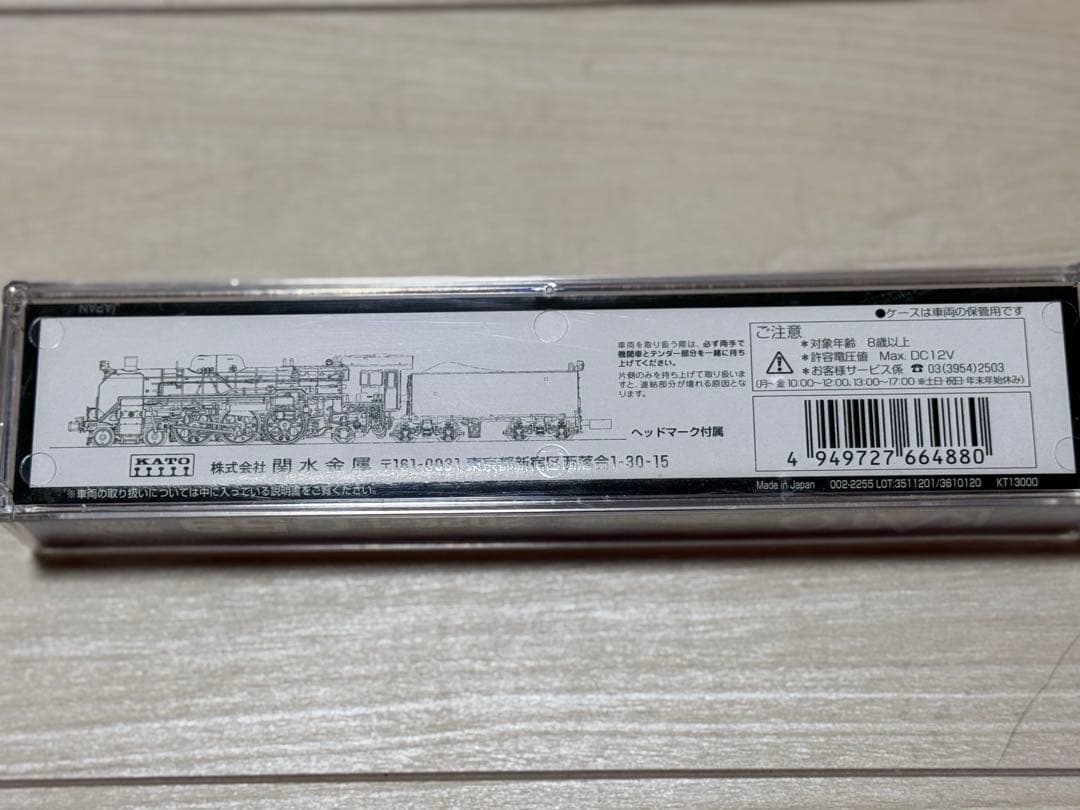 JAPAN
●ケースは車両の保管用です
車両を取り扱う際は、必ず両手で
機関車とテンダー部分を一緒に持ち
上げてください。
片側のみを持ち上げて取り扱いま
すと、連結部分が壊れる原因とな
ります。
ヘッドマーク付属
ご注意
*対象年齢 8歳以上
*許容電圧値 Max. DC12V
*お客様サービス係 ☎ 03(3954)2503
(月〜金 10:00〜12:00、13:00〜17:00 ※土日・祝日・年末年始休み)
4 949727 664880
KATO
株式会社 関水金属 〒161-0031 東京都新宿区西落合1-30-15
※車両の取り扱いについては中に入っている説明書をご覧ください。
Made in Japan 002-2255 LOT:3511201/3610120 KT13000